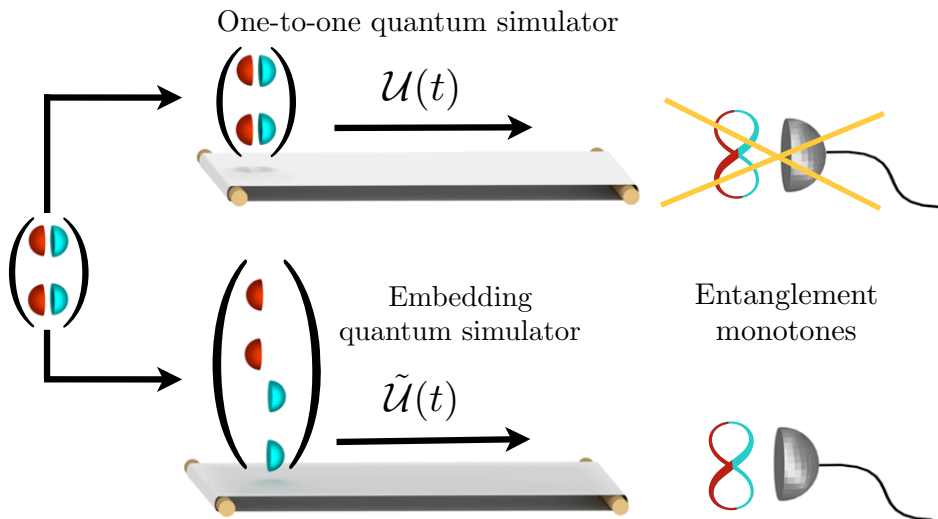 One-to-one quantum simulator
𝒰(t)
Embedding
quantum simulator
Entanglement
monotones
𝒰̃(t)